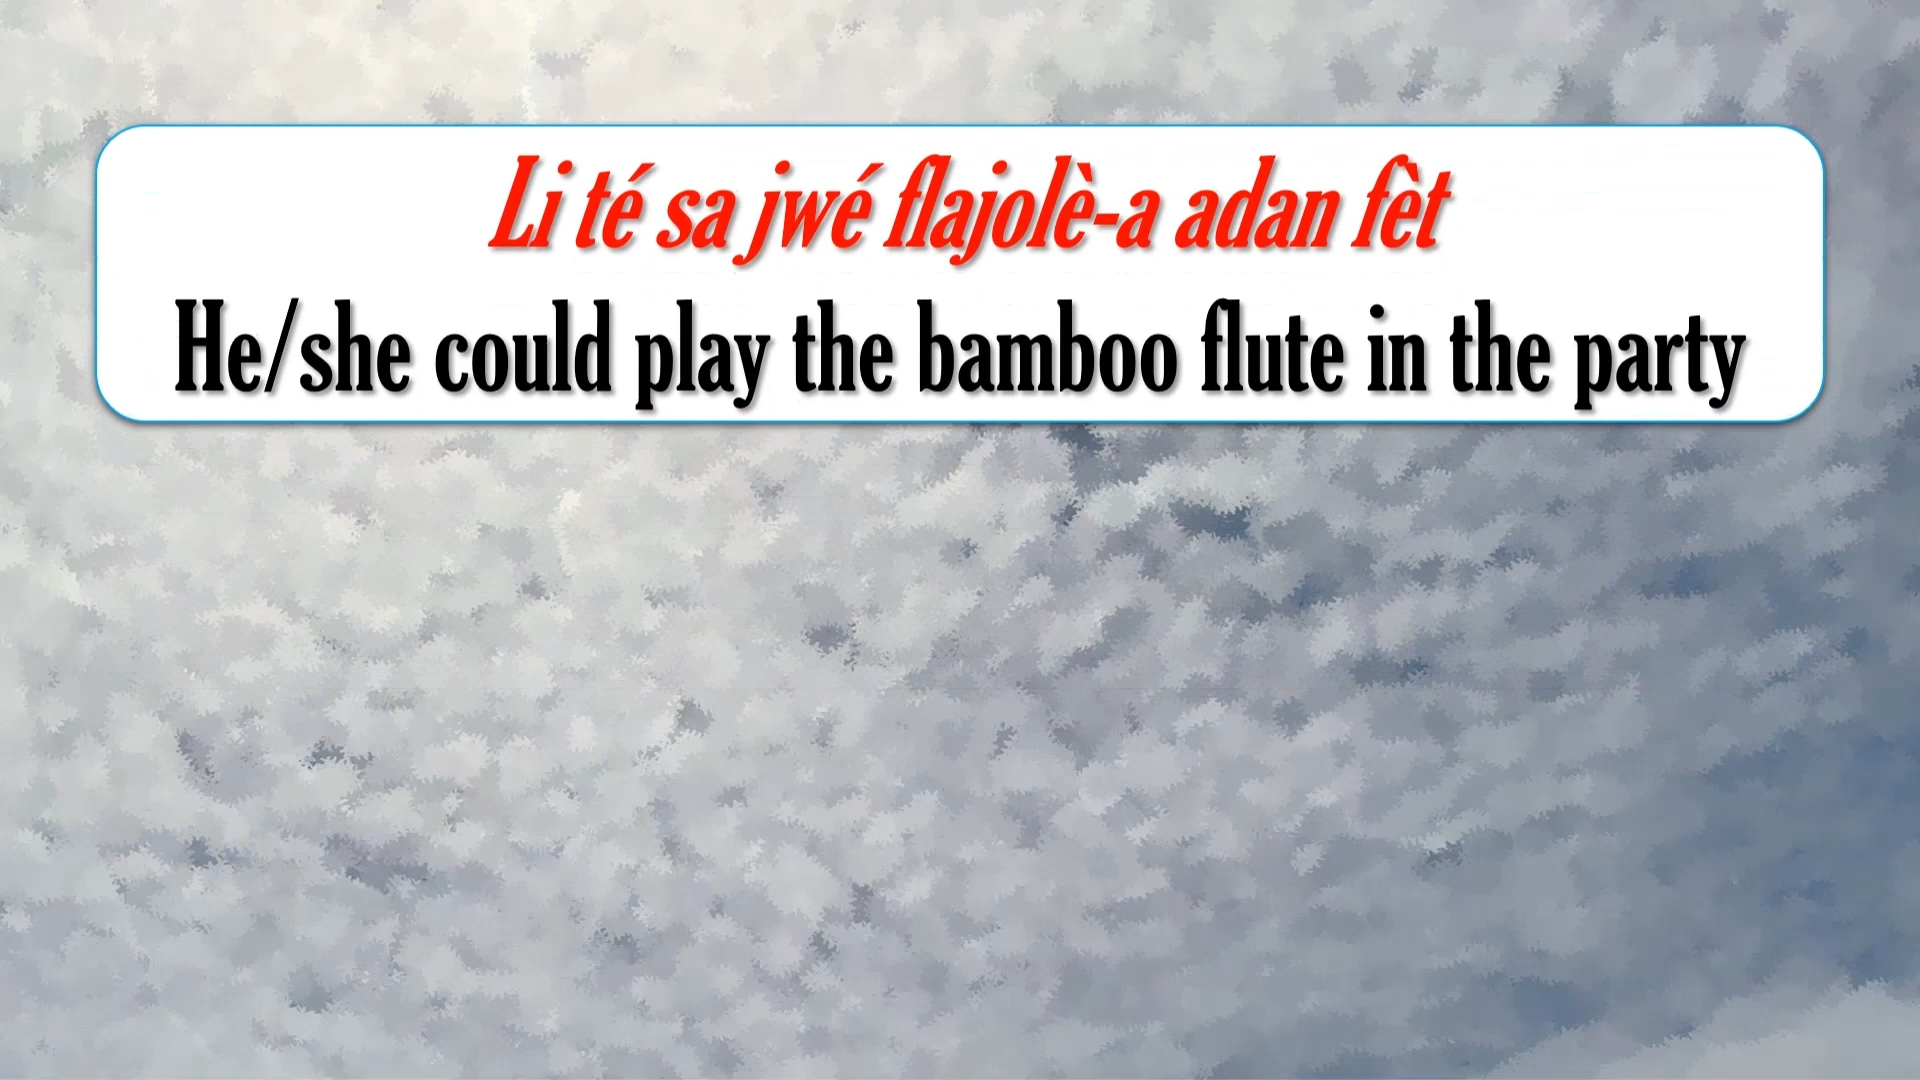 Li té sa jwé flajolè-a adan fèt
He/she could play the bamboo flute in the party